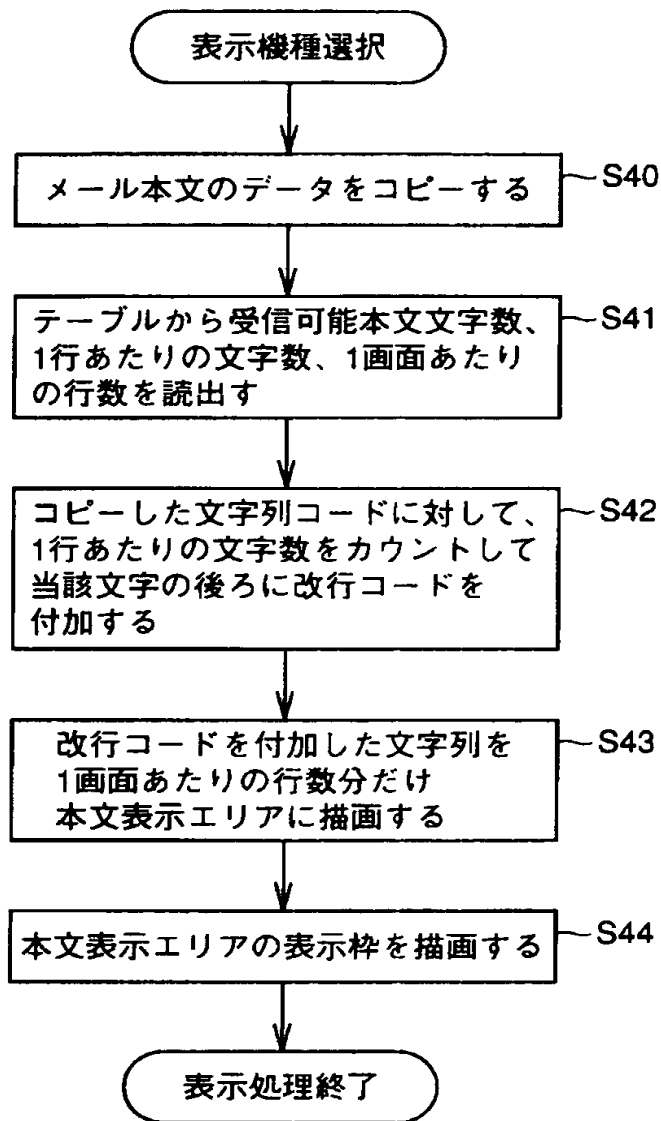 表示機種選択
メール本文のデータをコピーする
S40
テーブルから受信可能本文文字数、
1行あたりの文字数、1画面あたり
の行数を読出す
S41
コピーした文字列コードに対して、
1行あたりの文字数をカウントして
当該文字の後ろに改行コードを
付加する
S42
改行コードを付加した文字列を
1画面あたりの行数分だけ
本文表示エリアに描画する
S43
本文表示エリアの表示枠を描画する
S44
表示処理終了